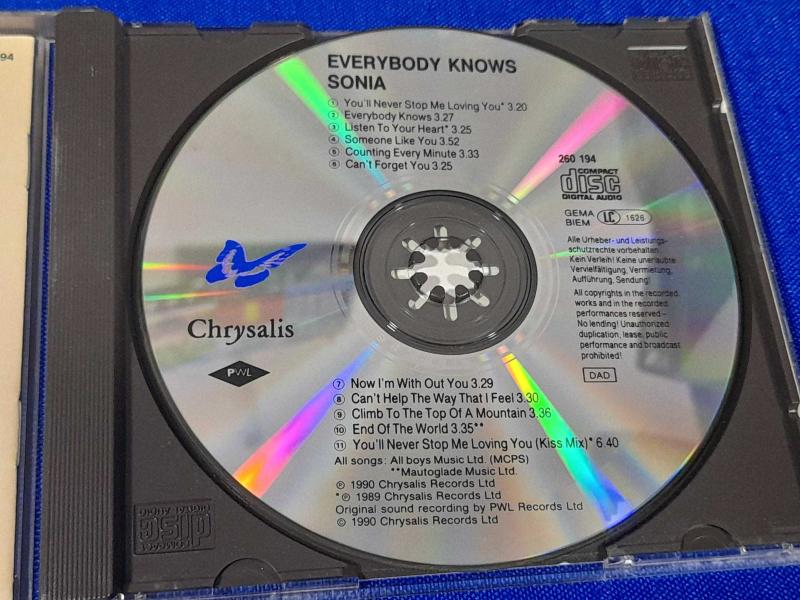 94
EVERYBODY KNOWS
SONIA
① You'll Never Stop Me Loving You* 3.20
② Everybody Knows 3.27
③ Listen To Your Heart* 3.25
④ Someone Like You 3.52
⑤ Counting Every Minute 3.33
⑥ Can't Forget You 3.25
260 194
COMPACT
disc
DIGITAL AUDIO
GEMA
BIEM
LC 1626
Alle Urheber- und Leistungs-
schutzrechte vorbehalten.
Kein Verleih! Keine unerlaubte
Vervielfältigung, Vermietung,
Aufführung, Sendung!
All copyrights in the recorded
works and in the recorded
performances reserved –
No lending! Unauthorized
duplication, lease, public
performance and broadcast
prohibited!
DAD
Chrysalis
PWL
⑦ Now I'm With Out You 3.29
⑧ Can't Help The Way That I Feel 3.30
⑨ Climb To The Top Of A Mountain 3.36
⑩ End Of The World 3.35**
⑪ You'll Never Stop Me Loving You (Kiss Mix)* 6.40
All songs: All boys Music Ltd. (MCPS)
**Mautoglade Music Ltd.
℗ 1990 Chrysalis Records Ltd
*℗ 1989 Chrysalis Records Ltd
Original sound recording by PWL Records Ltd
© 1990 Chrysalis Records Ltd
COMPACT
disc
DIGITAL AUDIO